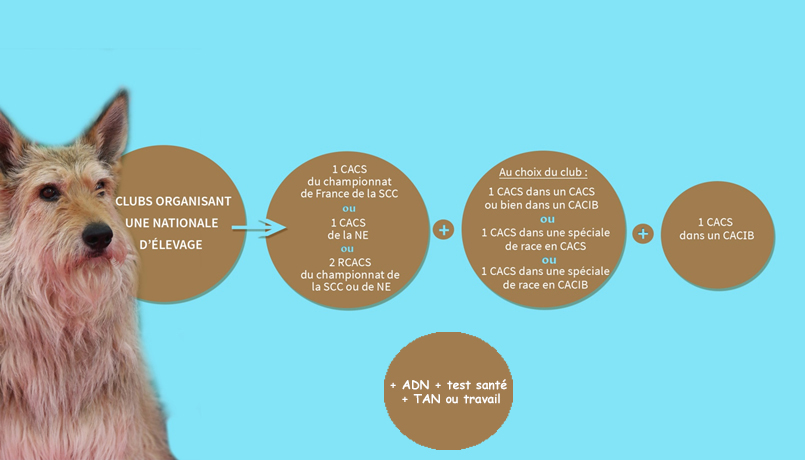 CLUBS ORGANISANT
UNE NATIONALE
D'ÉLEVAGE
1 CACS
du championnat
de France de la SCC
ou
1 CACS
de la NE
ou
2 RCACS
du championnat de
la SCC ou de NE
+
Au choix du club :
1 CACS dans un CACS
ou bien dans un CACIB
ou
1 CACS dans une spéciale
de race en CACS
ou
1 CACS dans une spéciale
de race en CACIB
+
1 CACS
dans un CACIB
+ ADN + test santé
+ TAN ou travail